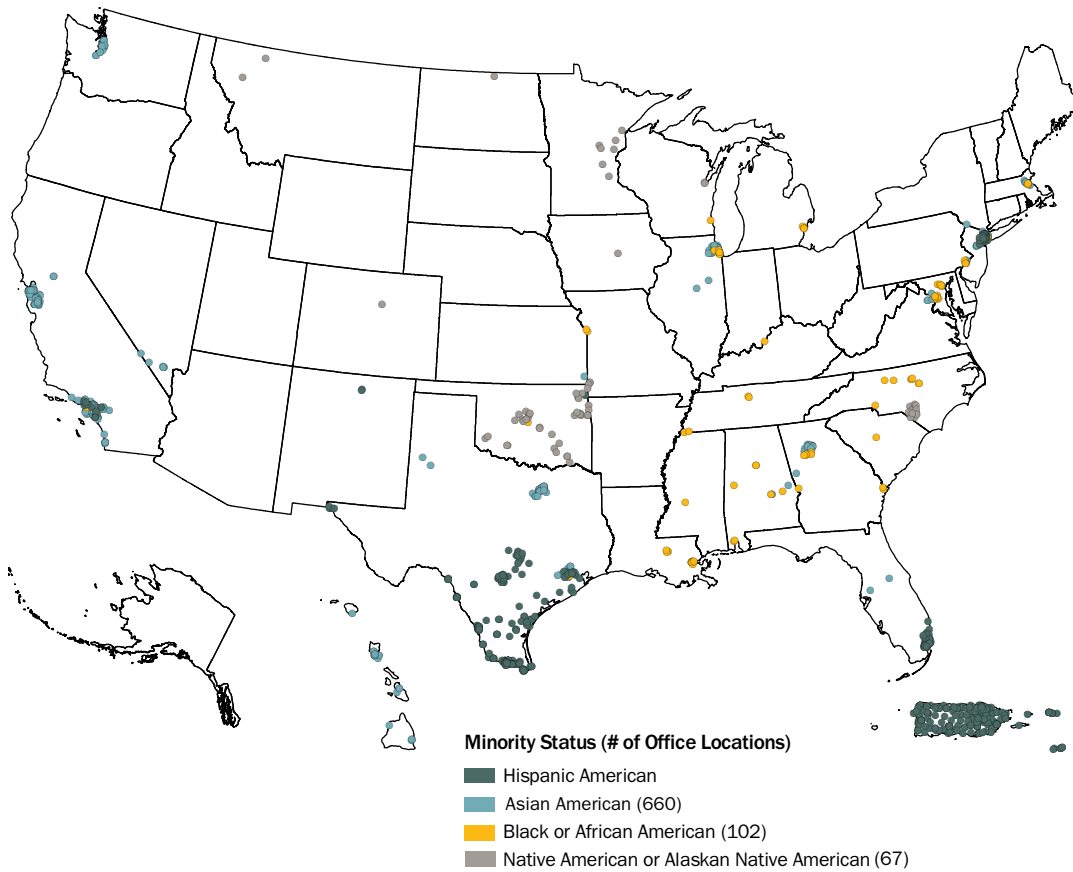 Minority Status (# of Office Locations)
Hispanic American
Asian American (660)
Black or African American (102)
Native American or Alaskan Native American (67)